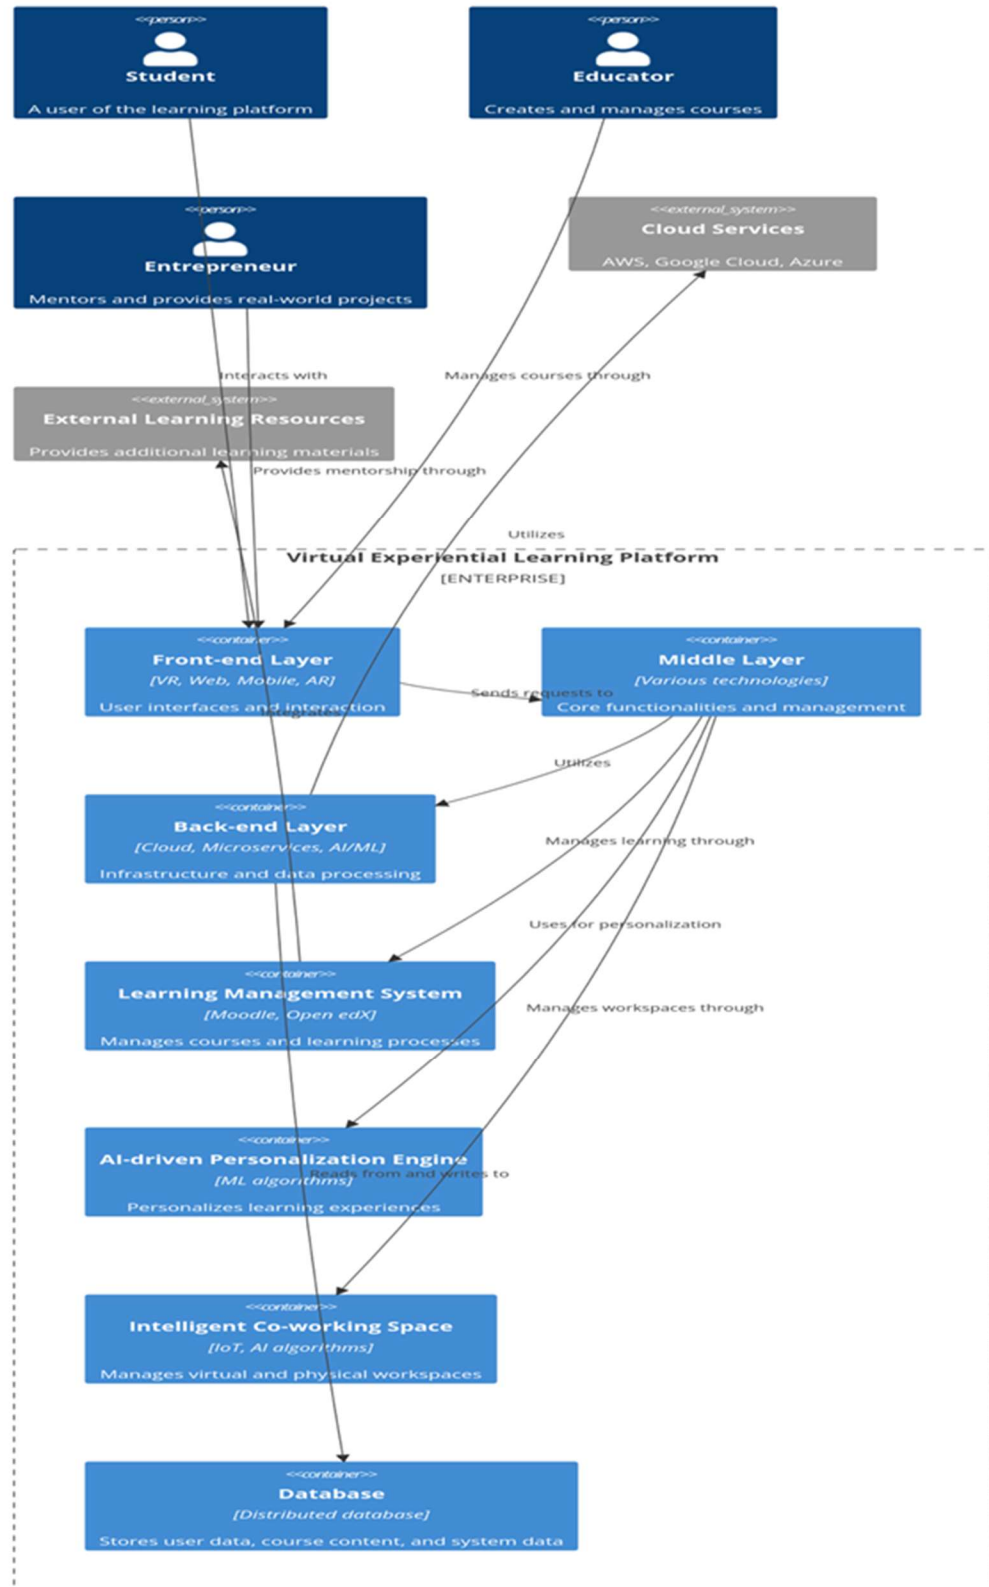 <<person>>
Student
A user of the learning platform
<<person>>
Educator
Creates and manages courses
<<person>>
Entrepreneur
Mentors and provides real-world projects
<<external_system>>
Cloud Services
AWS, Google Cloud, Azure
Interacts with
Manages courses through
<<external_system>>
External Learning Resources
Provides additional learning materials
Provides mentorship through
Utilizes
Virtual Experiential Learning Platform
[ENTERPRISE]
<<container>>
Front-end Layer
[VR, Web, Mobile, AR]
User interfaces and interaction
Sends requests to
<<container>>
Middle Layer
[Various technologies]
Core functionalities and management
Integrates
Utilizes
<<container>>
Back-end Layer
[Cloud, Microservices, AI/ML]
Infrastructure and data processing
Manages learning through
Uses for personalization
<<container>>
Learning Management System
[Moodle, Open edX]
Manages courses and learning processes
Manages workspaces through
<<container>>
AI-driven Personalization Engine
[ML algorithms]
Personalizes learning experiences
Reads from and writes to
<<container>>
Intelligent Co-working Space
[IoT, AI algorithms]
Manages virtual and physical workspaces
<<container>>
Database
[Distributed database]
Stores user data, course content, and system data